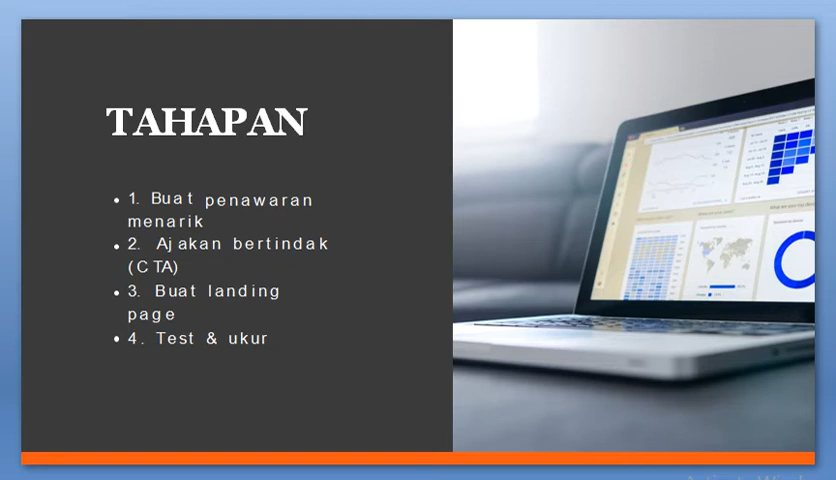 TAHAPAN
• 1. Buat penawaran
menarik
• 2. Ajakan bertindak
(CTA)
• 3. Buat landing
page
• 4. Test & ukur